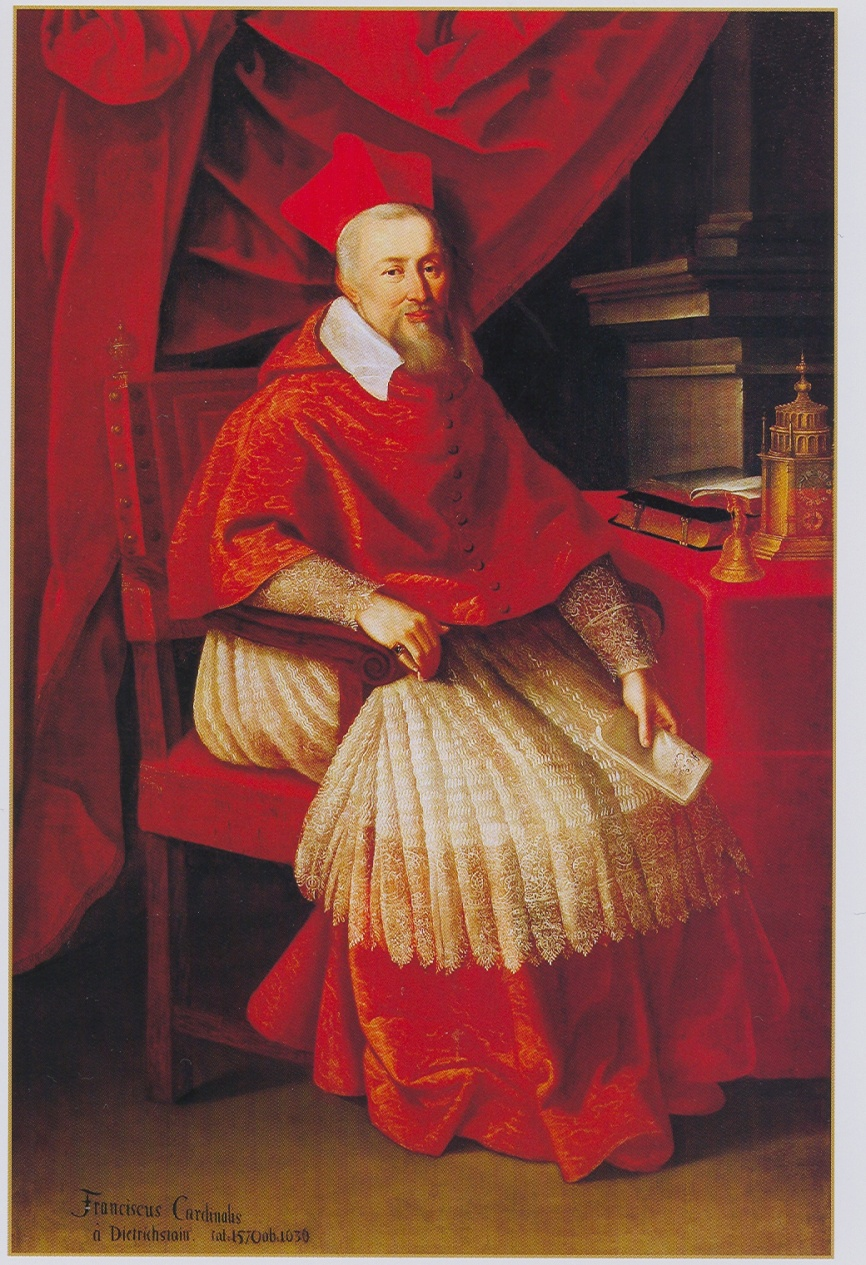 Franciscus Cardinalis
à Dietrichstain. nat. 1570 ob. 1636